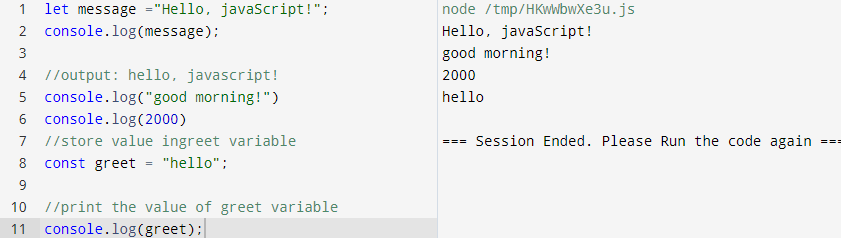 1 let message ="Hello, javaScript!";
2 console.log(message);
3
4 //output: hello, javascript!
5 console.log("good morning!")
6 console.log(2000)
7 //store value ingreet variable
8 const greet = "hello";
9
10 //print the value of greet variable
11 console.log(greet);
node /tmp/HKwWbwXe3u.js
Hello, javaScript!
good morning!
2000
hello
=== Session Ended. Please Run the code again ===